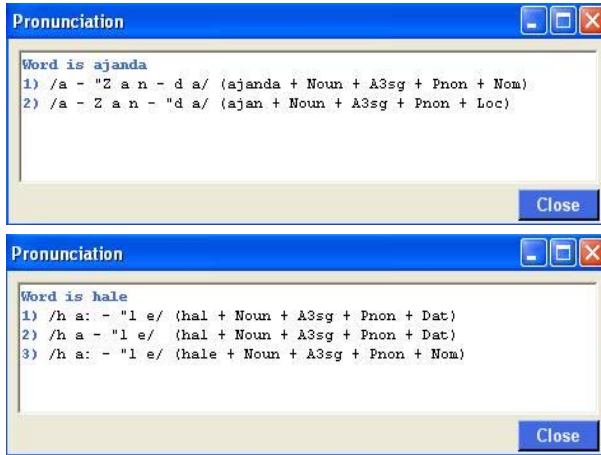 Pronunciation
Word is ajanda
1) /a - "Z a n - d a/ (ajanda + Noun + A3sg + Pnon + Nom)
2) /a - Z a n - "d a/ (ajan + Noun + A3sg + Pnon + Loc)
Close
Pronunciation
Word is hale
1) /h a: - "l e/ (hal + Noun + A3sg + Pnon + Dat)
2) /h a - "l e/ (hal + Noun + A3sg + Pnon + Dat)
3) /h a: - "l e/ (hale + Noun + A3sg + Pnon + Nom)
Close